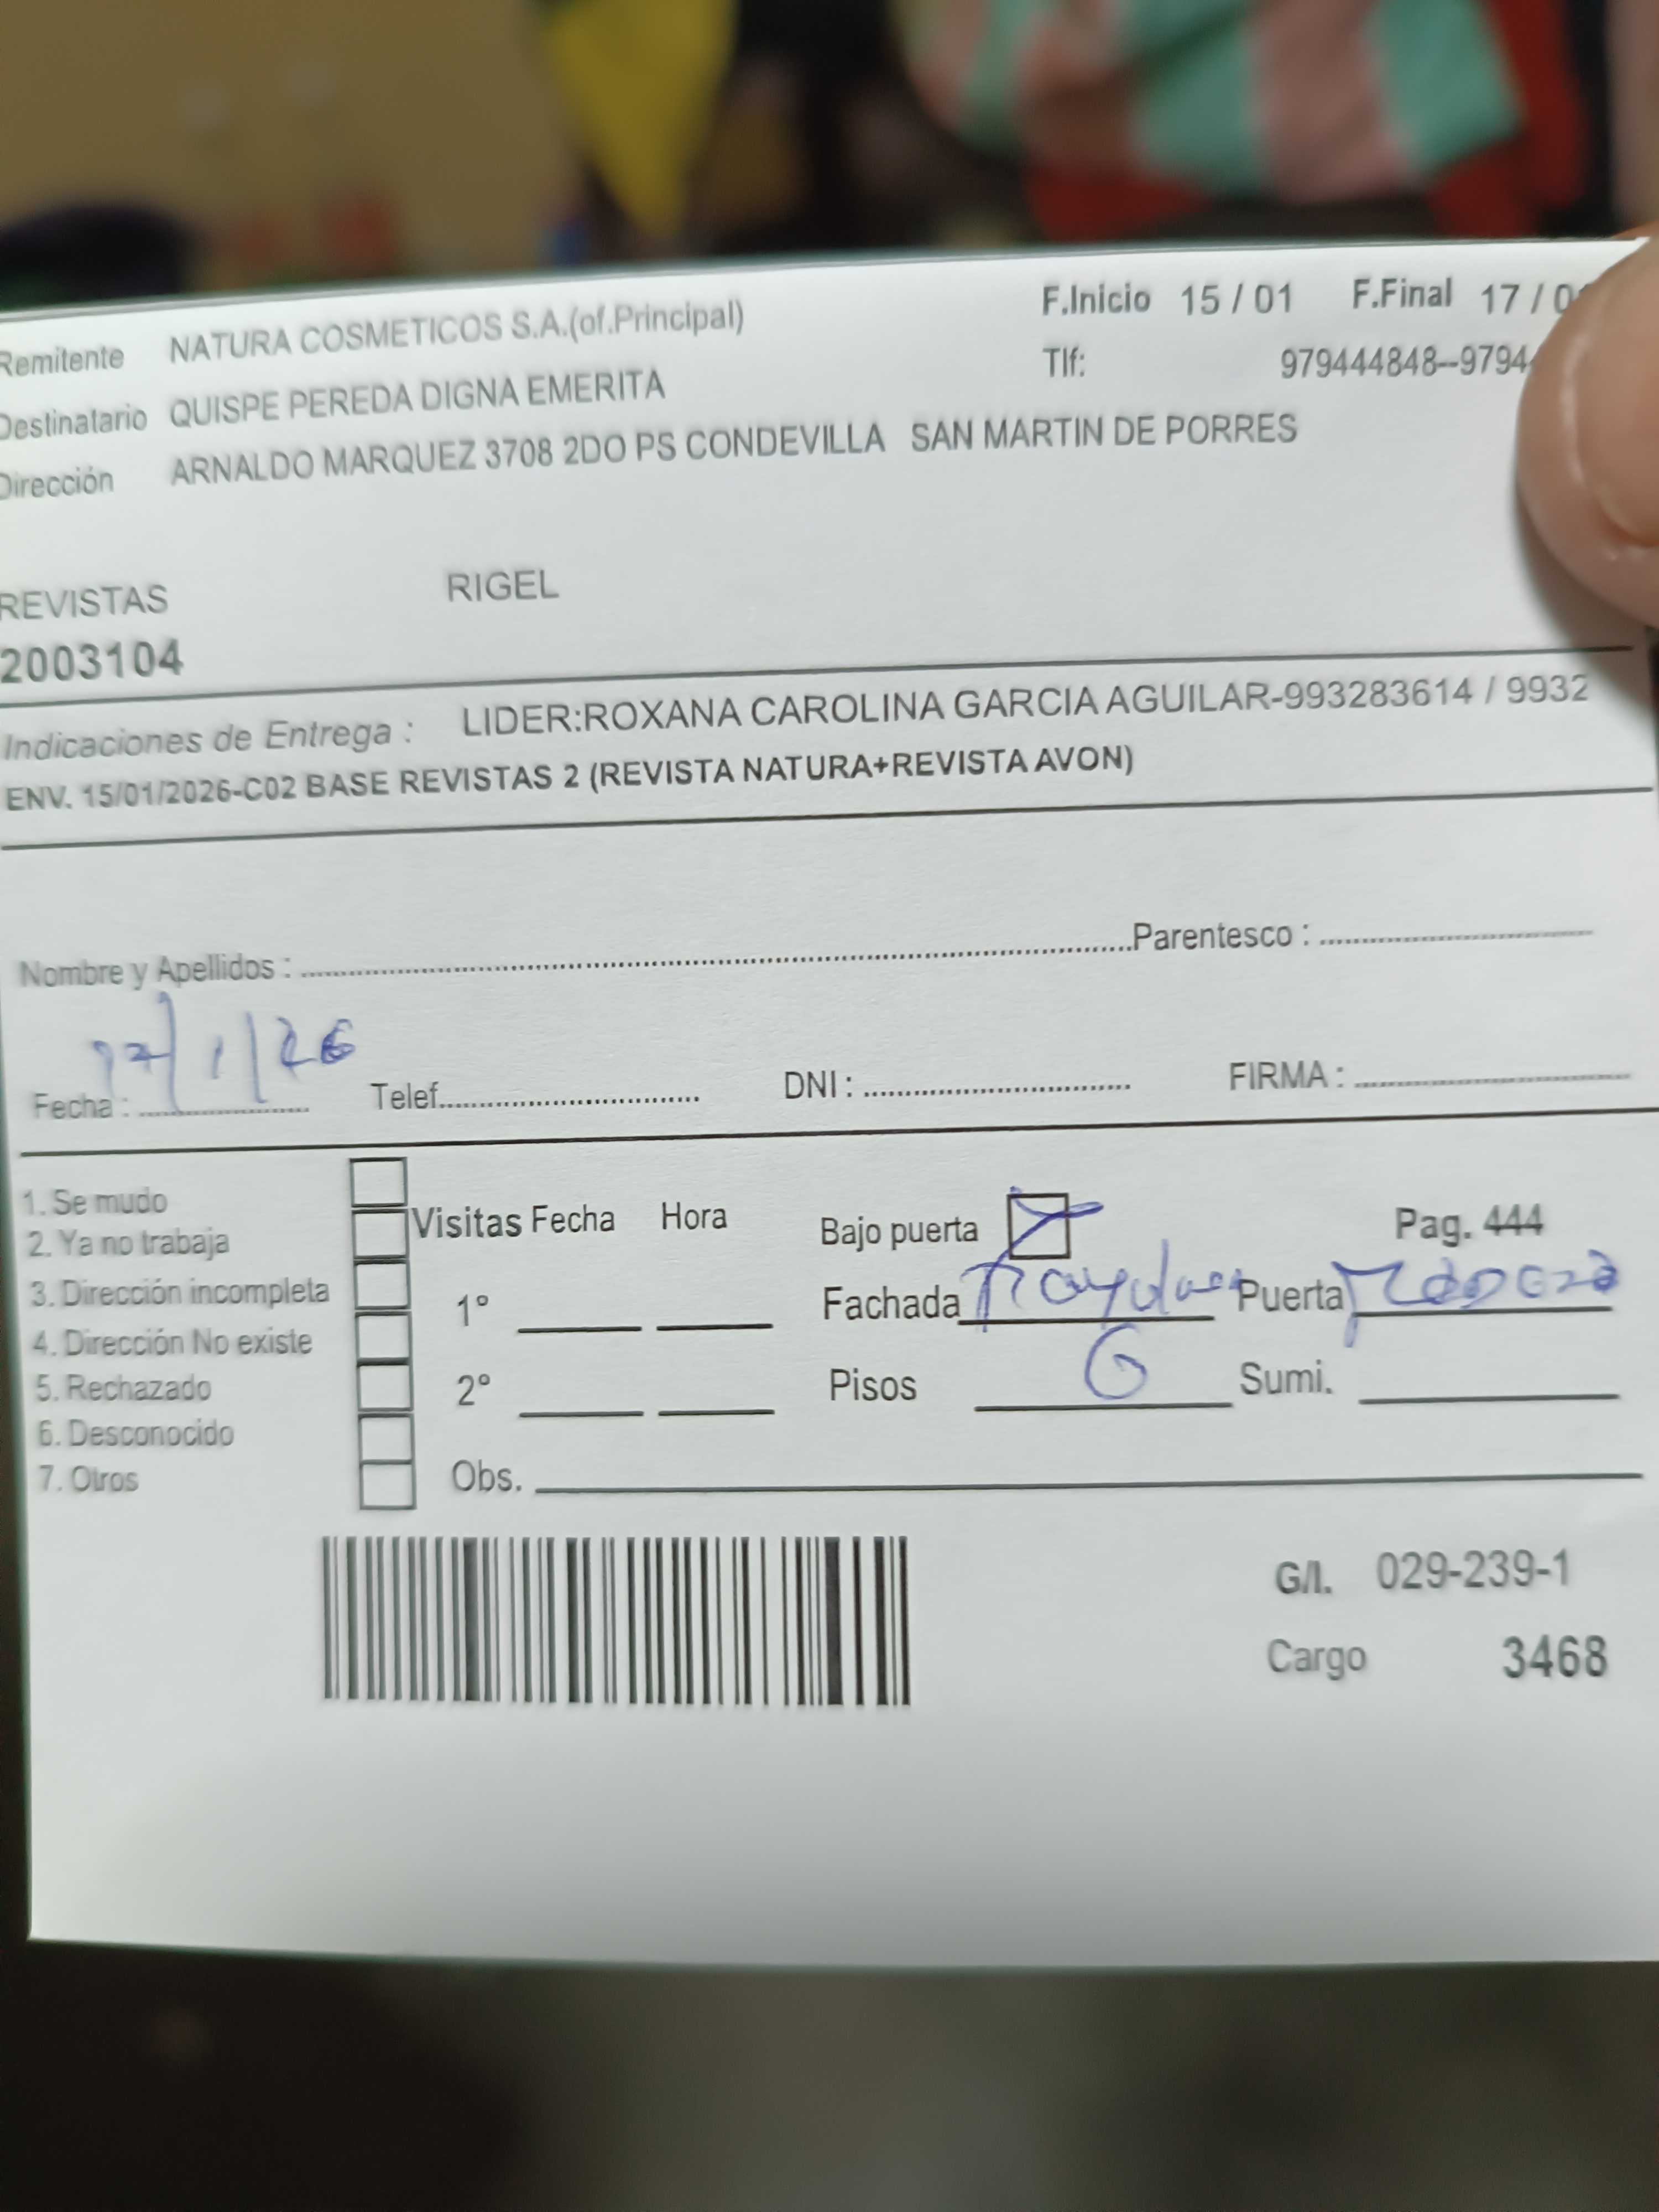 F.Inicio 15 / 01 F.Final 17 / 0
Remitente NATURA COSMETICOS S.A.(of.Principal)
Tlf: 979444848--9794
Destinatario QUISPE PEREDA DIGNA EMERITA
Dirección ARNALDO MARQUEZ 3708 2DO PS CONDEVILLA SAN MARTIN DE PORRES
REVISTAS RIGEL
2003104
Indicaciones de Entrega : LIDER:ROXANA CAROLINA GARCIA AGUILAR-993283614 / 9932
ENV. 15/01/2026-C02 BASE REVISTAS 2 (REVISTA NATURA+REVISTA AVON)
Nombre y Apellidos : Parentesco :
Fecha : 17/1/26 Telef. DNI : FIRMA :
1. Se mudo
2. Ya no trabaja
3. Dirección incompleta
4. Dirección No existe
5. Rechazado
6. Desconocido
7. Otros
Visitas Fecha Hora
1°
2°
Obs.
Bajo puerta Pag. 444
Fachada Puerta
Pisos 6 Sumi.
G/I. 029-239-1
Cargo 3468